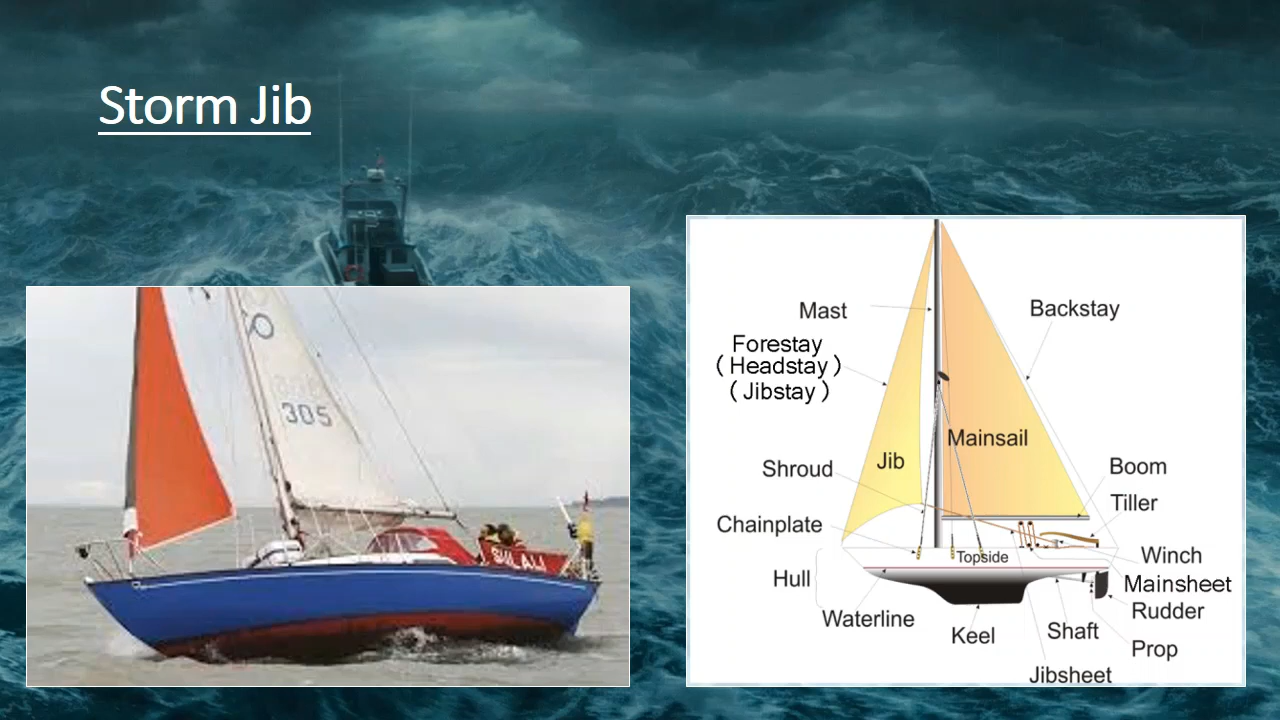 Storm Jib
305
SULALI
Mast
Backstay
Forestay
( Headstay )
( Jibstay )
Mainsail
Jib
Shroud
Boom
Tiller
Chainplate
Topside
Winch
Hull
Mainsheet
Waterline
Rudder
Keel
Shaft
Prop
Jibsheet